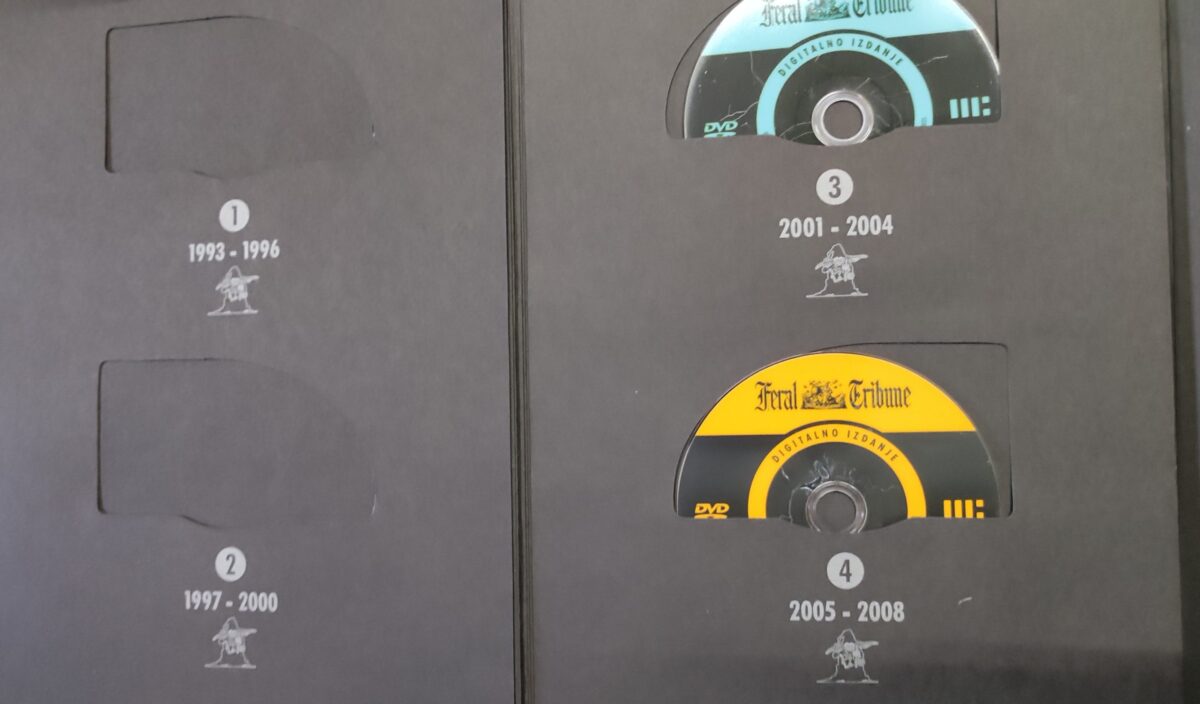 1
1993 - 1996
2
1997 - 2000
Feral Tribune
DIGITALNO IZDANJE
DVD
3
2001 - 2004
Feral Tribune
DIGITALNO IZDANJE
DVD
4
2005 - 2008